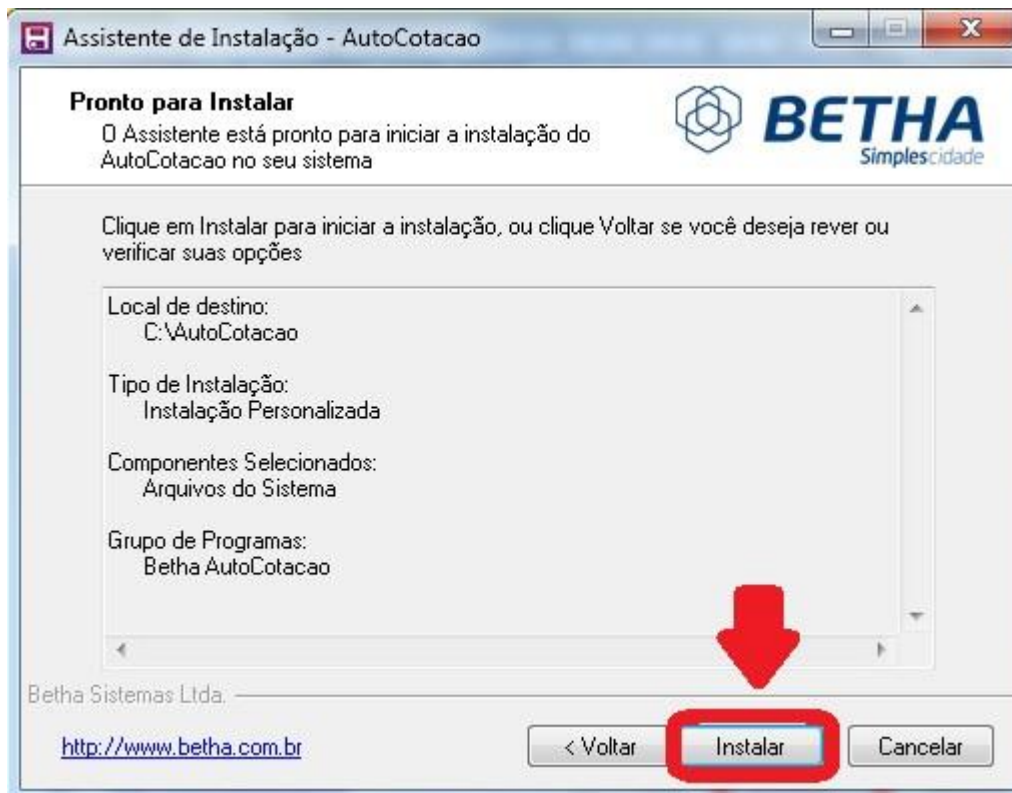 Assistente de Instalação - AutoCotacao
Pronto para Instalar
O Assistente está pronto para iniciar a instalação do
AutoCotacao no seu sistema
BETHA
Simplescidade
Clique em Instalar para iniciar a instalação, ou clique Voltar se você deseja rever ou
verificar suas opções
Local de destino:
C:\AutoCotacao
Tipo de Instalação:
Instalação Personalizada
Componentes Selecionados:
Arquivos do Sistema
Grupo de Programas:
Betha AutoCotacao
Betha Sistemas Ltda.
http://www.betha.com.br
< Voltar
Instalar
Cancelar